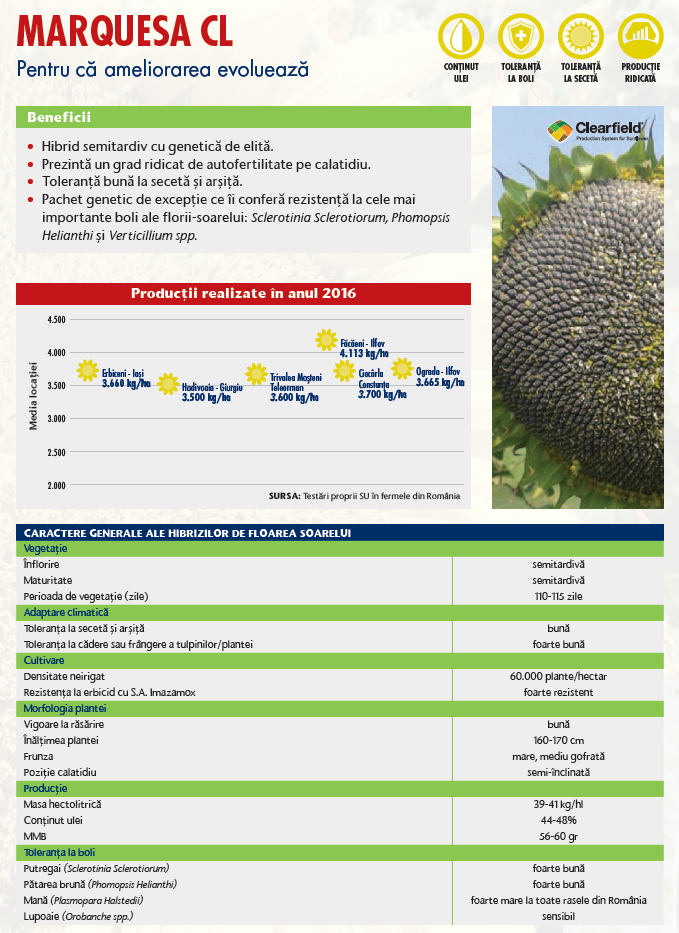 MARQUESA CL
Pentru că ameliorarea evoluează
CONȚINUT
ULEI
TOLERANȚĂ
LA BOLI
TOLERANȚĂ
LA SECETĂ
PRODUCȚIE
RIDICATĂ
Beneficii
• Hibrid semitardiv cu genetică de elită.
• Prezintă un grad ridicat de autofertilitate pe calatidiu.
• Toleranță bună la secetă și arșiță.
• Pachet genetic de excepție ce îi conferă rezistență la cele mai
importante boli ale florii-soarelui: Sclerotinia Sclerotiorum, Phomopsis
Helianthi și Verticillium spp.
Clearfield
Production System for Sunflower
Producții realizate în anul 2016
Media locației
4.500
4.000
3.500
3.000
2.500
2.000
Erbiceni - Iași
3.660 kg/ha
Hadivoaia - Giurgiu
3.500 kg/ha
Trivalea Moșteni
Teleorman
3.600 kg/ha
Făcăeni - Ilfov
4.113 kg/ha
Ciocârla
Constanța
3.700 kg/ha
Ograda - Ilfov
3.665 kg/ha
SURSA: Testări proprii SU în fermele din România
CARACTERE GENERALE ALE HIBRIZILOR DE FLOAREA SOARELUI
Vegetație
Înflorire semitardivă
Maturitate semitardivă
Perioada de vegetație (zile) 110-115 zile
Adaptare climatică
Toleranța la secetă și arșiță bună
Toleranța la cădere sau frângere a tulpinilor/plantei foarte bună
Cultivare
Densitate neirigat 60.000 plante/hectar
Rezistența la erbicid cu S.A. Imazamox foarte rezistent
Morfologia plantei
Vigoare la răsărire bună
Înălțimea plantei 160-170 cm
Frunza mare, mediu gofrată
Poziție calatidiu semi-înclinată
Producție
Masa hectolitrică 39-41 kg/hl
Conținut ulei 44-48%
MMB 56-60 gr
Toleranța la boli
Putregai (Sclerotinia Sclerotiorum) foarte bună
Pătarea brună (Phomopsis Helianthi) foarte bună
Mană (Plasmopara Halstedii) foarte mare la toate rasele din România
Lupoaie (Orobanche spp.) sensibil